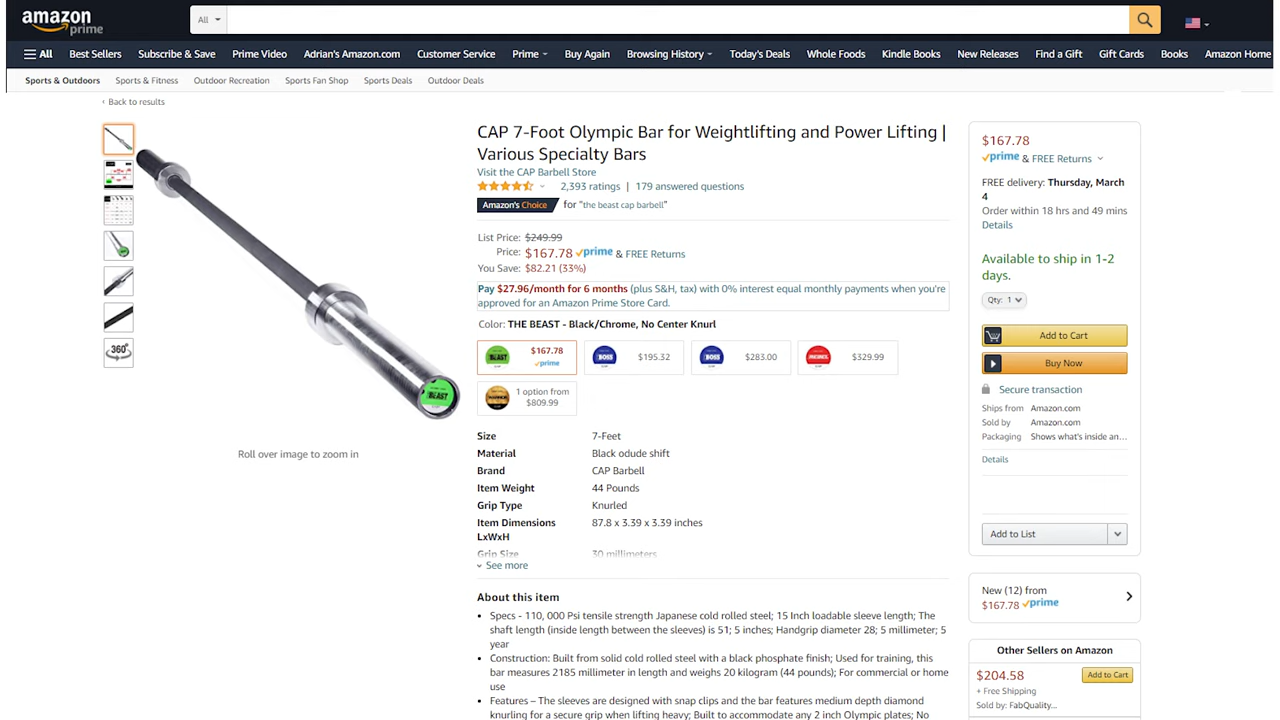 amazon
prime
All
All
Best Sellers
Subscribe & Save
Prime Video
Adrian's Amazon.com
Customer Service
Prime
Buy Again
Browsing History
Today's Deals
Whole Foods
Kindle Books
New Releases
Find a Gift
Gift Cards
Books
Amazon Home
Sports & Outdoors
Sports & Fitness
Outdoor Recreation
Sports Fan Shop
Sports Deals
Outdoor Deals
‹ Back to results
360°
BEAST
Roll over image to zoom in
CAP 7-Foot Olympic Bar for Weightlifting and Power Lifting |
Various Specialty Bars
Visit the CAP Barbell Store
2,393 ratings | 179 answered questions
Amazon's Choice for "the beast cap barbell"
List Price: $249.99
Price: $167.78 prime & FREE Returns
You Save: $82.21 (33%)
Pay $27.96/month for 6 months (plus S&H, tax) with 0% interest equal monthly payments when you're
approved for an Amazon Prime Store Card.
Color: THE BEAST - Black/Chrome, No Center Knurl
BEAST
$167.78
prime
BOSS
$195.32
BOSS
$283.00
$329.99
1 option from
$809.99
Size 7-Feet
Material Black odude shift
Brand CAP Barbell
Item Weight 44 Pounds
Grip Type Knurled
Item Dimensions 87.8 x 3.39 x 3.39 inches
LxWxH
Grip Size 30 millimeters
See more
About this item
• Specs - 110, 000 Psi tensile strength Japanese cold rolled steel; 15 Inch loadable sleeve length; The
shaft length (inside length between the sleeves) is 51; 5 inches; Handgrip diameter 28; 5 millimeter; 5
year
• Construction: Built from solid cold rolled steel with a black phosphate finish; Used for training, this
bar measures 2185 millimeter in length and weighs 20 kilogram (44 pounds); For commercial or home
use
• Features – The sleeves are designed with snap clips and the bar features medium depth diamond
knurling for a secure grip when lifting heavy; Built to accommodate any 2 inch Olympic plates; No
$167.78
prime & FREE Returns
FREE delivery: Thursday, March
4
Order within 18 hrs and 49 mins
Details
Available to ship in 1-2
days.
Qty: 1
Add to Cart
Buy Now
Secure transaction
Ships from Amazon.com
Sold by Amazon.com
Packaging Shows what's inside an...
Details
Add to List
New (12) from
$167.78 prime
Other Sellers on Amazon
$204.58
Add to Cart
+ Free Shipping
Sold by: FabQuality...